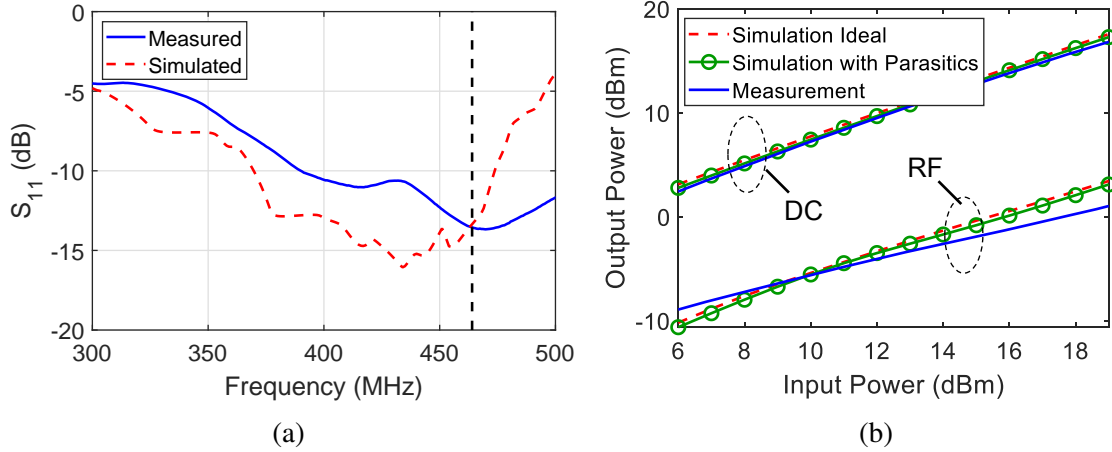 0
-5
-10
-15
-20
300
350
400
450
500
S11 (dB)
Frequency (MHz)
Measured
Simulated
(a)
20
10
0
-10
6
8
10
12
14
16
18
Output Power (dBm)
Input Power (dBm)
Simulation Ideal
Simulation with Parasitics
Measurement
DC
RF
(b)